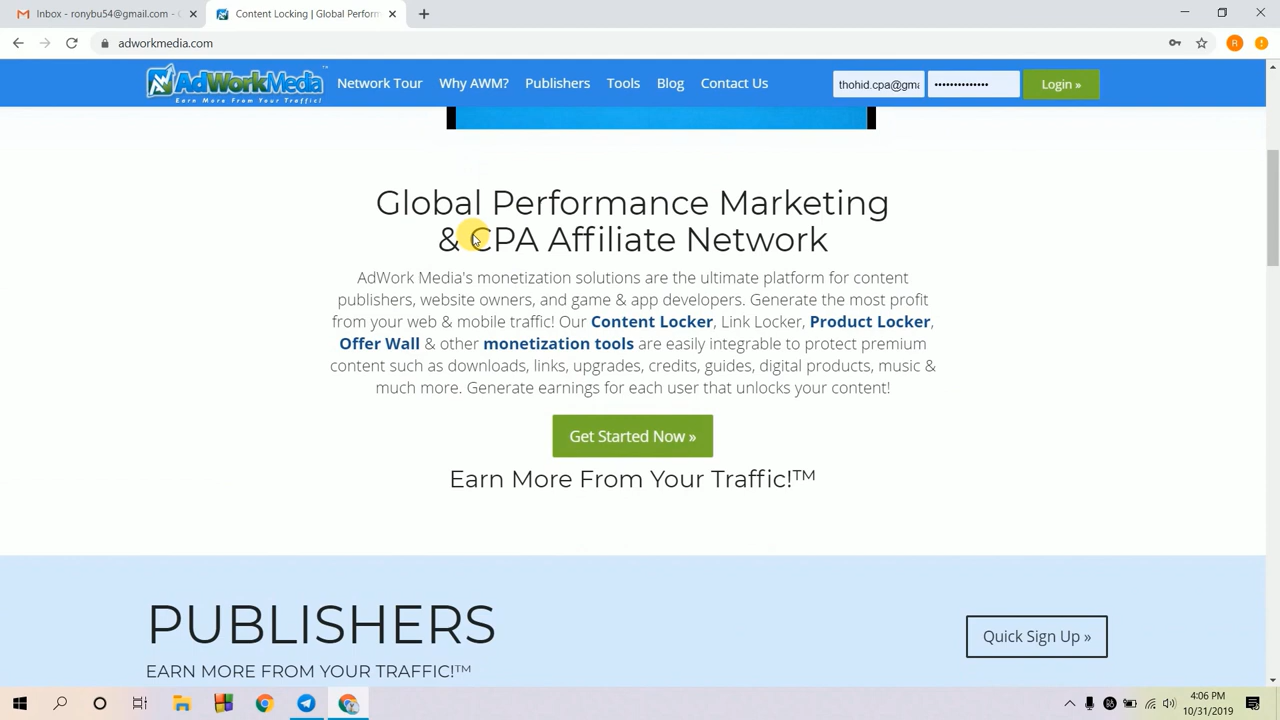 Inbox - ronybu54@gmail.com -
Content Locking | Global Perform
adworkmedia.com
R
AdWorkMedia™
Earn More From Your Traffic!
Network Tour
Why AWM?
Publishers
Tools
Blog
Contact Us
thohid.cpa@gma
••••••••••••••
Login »
Global Performance Marketing
& CPA Affiliate Network
AdWork Media's monetization solutions are the ultimate platform for content
publishers, website owners, and game & app developers. Generate the most profit
from your web & mobile traffic! Our Content Locker, Link Locker, Product Locker,
Offer Wall & other monetization tools are easily integrable to protect premium
content such as downloads, links, upgrades, credits, guides, digital products, music &
much more. Generate earnings for each user that unlocks your content!
Get Started Now »
Earn More From Your Traffic!™
PUBLISHERS
Quick Sign Up »
EARN MORE FROM YOUR TRAFFIC!™
4:06 PM
10/31/2019